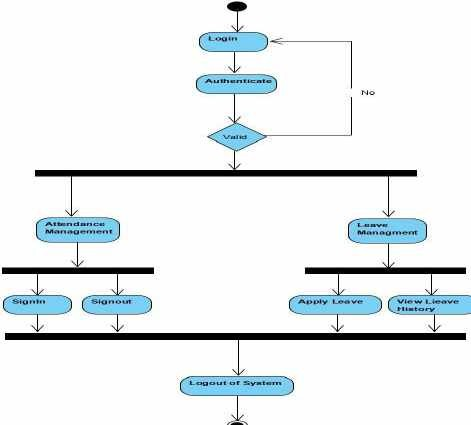 Login
Authenticate
No
Valid
Attendance
Management
Leave
Managment
SignIn
Signout
Apply Leave
View Lieave
History
Logout of System